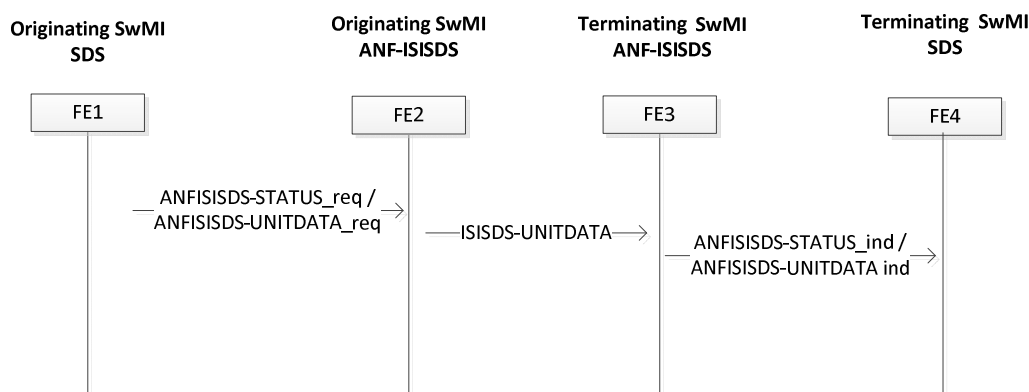 Originating SwMI
SDS
Originating SwMI
ANF-ISISDS
Terminating SwMI
ANF-ISISDS
Terminating SwMI
SDS
FE1
FE2
FE3
FE4
ANFISISDS-STATUS_req /
ANFISISDS-UNITDATA_req
ISISDS-UNITDATA
ANFISISDS-STATUS_ind /
ANFISISDS-UNITDATA ind